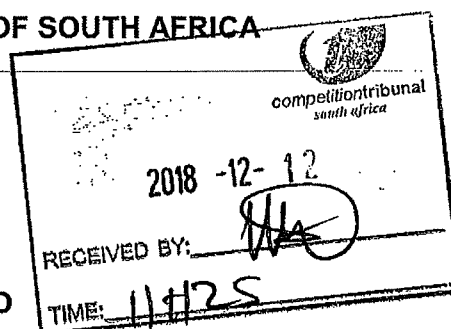 OF SOUTH AFRICA
competitiontribunal
south africa
2018 -12- 12
RECEIVED BY:
TIME: 11H25
D